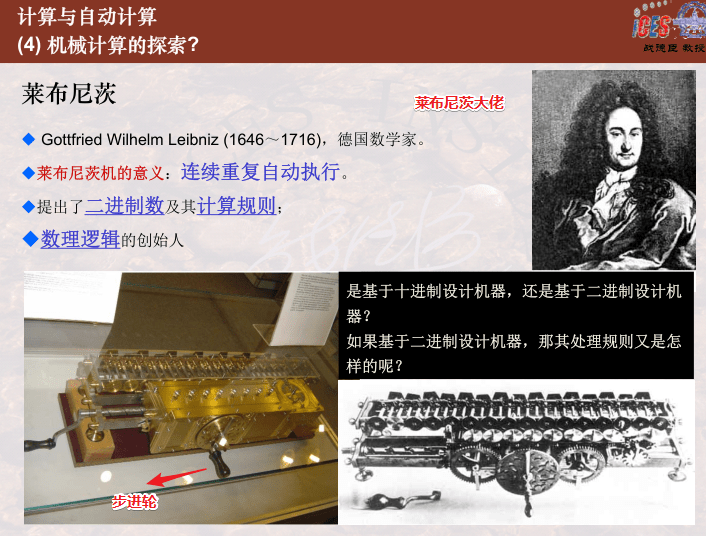 计算与自动计算
(4) 机械计算的探索?
ICES
战德臣 教授
莱布尼茨
莱布尼茨大佬
Gottfried Wilhelm Leibniz (1646～1716)，德国数学家。
莱布尼茨机的意义：连续重复自动执行。
提出了二进制数及其计算规则；
数理逻辑的创始人
是基于十进制设计机器，还是基于二进制设计机
器？
如果基于二进制设计机器，那其处理规则又是怎
样的呢？
步进轮